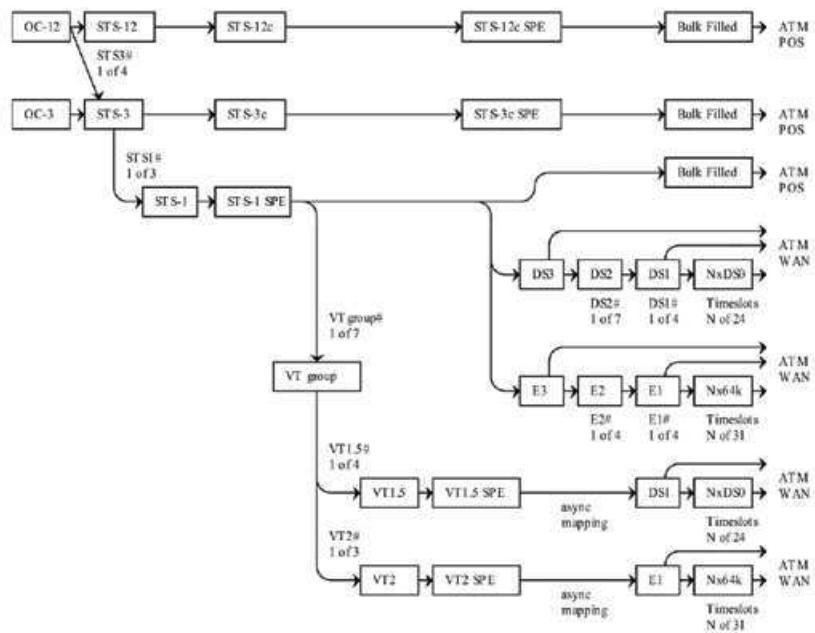 OC-12 STS-12 STS-12c STS-12c SPE Bulk Filled ATM
POS
STS3#
1 of 4
OC-3 STS-3 STS-3c STS-3c SPE Bulk Filled ATM
POS
STS1#
1 of 3
Bulk Filled ATM
POS
STS-1 STS-1 SPE
ATM
WAN
DS3 DS2 DS1 NxDS0
DS2#
1 of 7
DS1#
1 of 4
Timeslots
N of 24
VT group#
1 of 7
VT group
ATM
WAN
E3 E2 E1 Nx64k
E2#
1 of 4
E1#
1 of 4
Timeslots
N of 31
VT1.5#
1 of 4
VT1.5 VT1.5 SPE
async
mapping
DS1 NxDS0
ATM
WAN
Timeslots
N of 24
VT2#
1 of 3
VT2 VT2 SPE
async
mapping
E1 Nx64k
ATM
WAN
Timeslots
N of 31